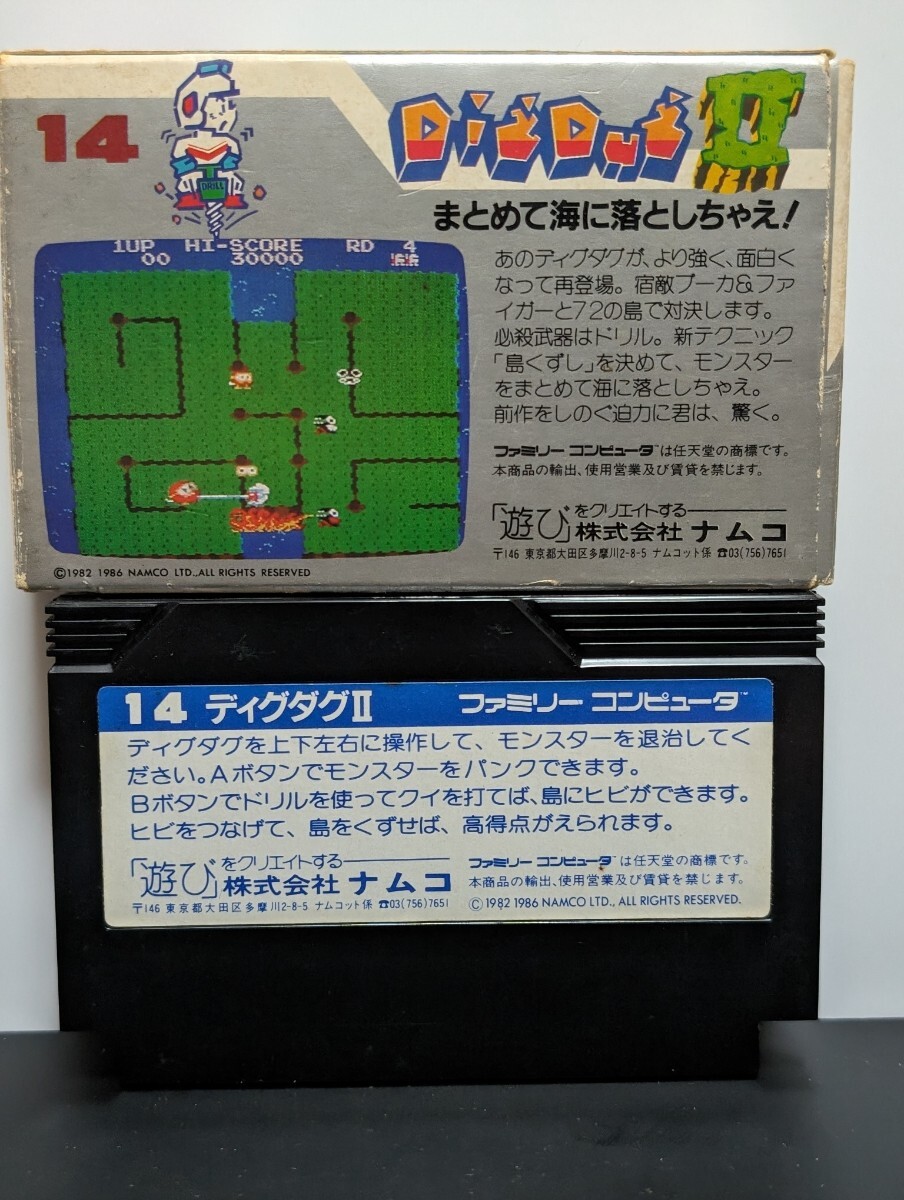 14
DRILL
DIGDUG II
まとめて海に落としちゃえ!
1UP HI-SCORE RD 4
00 30000
あのディグダグが、より強く、面白く
なって再登場。宿敵プーカ&ファ
イガーと72の島で対決します。
必殺武器はドリル。新テクニック
「島くずし」を決めて、モンスター
をまとめて海に落としちゃえ。
前作をしのぐ迫力に君は、驚く。
ファミリー コンピュータ™は任天堂の商標です。
本商品の輸出、使用営業及び賃貸を禁じます。
「遊び」をクリエイトする
株式会社 ナムコ
〒146 東京都大田区多摩川2-8-5 ナムコット係 ☎03(756)7651
©1982 1986 NAMCO LTD., ALL RIGHTS RESERVED
14 ディグダグII ファミリー コンピュータ™
ディグダグを上下左右に操作して、モンスターを退治してく
ださい。Aボタンでモンスターをパンクできます。
Bボタンでドリルを使ってクイを打てば、島にヒビができます。
ヒビをつなげて、島をくずせば、高得点がえられます。
「遊び」をクリエイトする
株式会社 ナムコ
〒146 東京都大田区多摩川2-8-5 ナムコット係 ☎03(756)7651
ファミリー コンピュータ™は任天堂の商標です。
本商品の輸出、使用営業及び賃貸を禁じます。
©1982 1986 NAMCO LTD., ALL RIGHTS RESERVED.